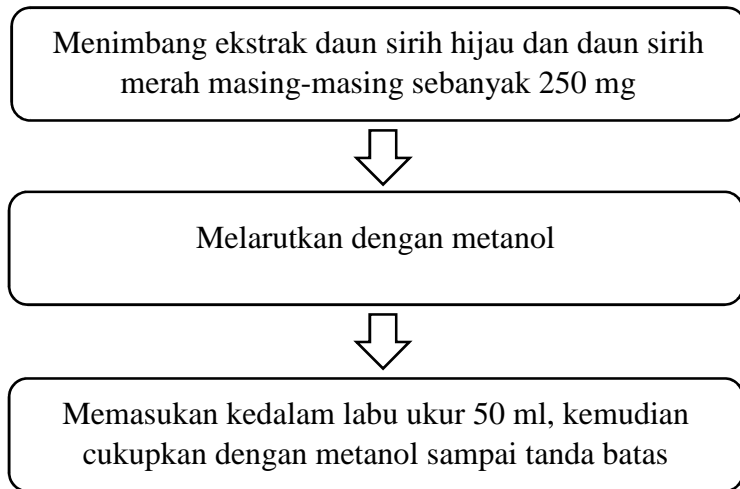 Menimbang ekstrak daun sirih hijau dan daun sirih
merah masing-masing sebanyak 250 mg
Melarutkan dengan metanol
Memasukan kedalam labu ukur 50 ml, kemudian
cukupkan dengan metanol sampai tanda batas